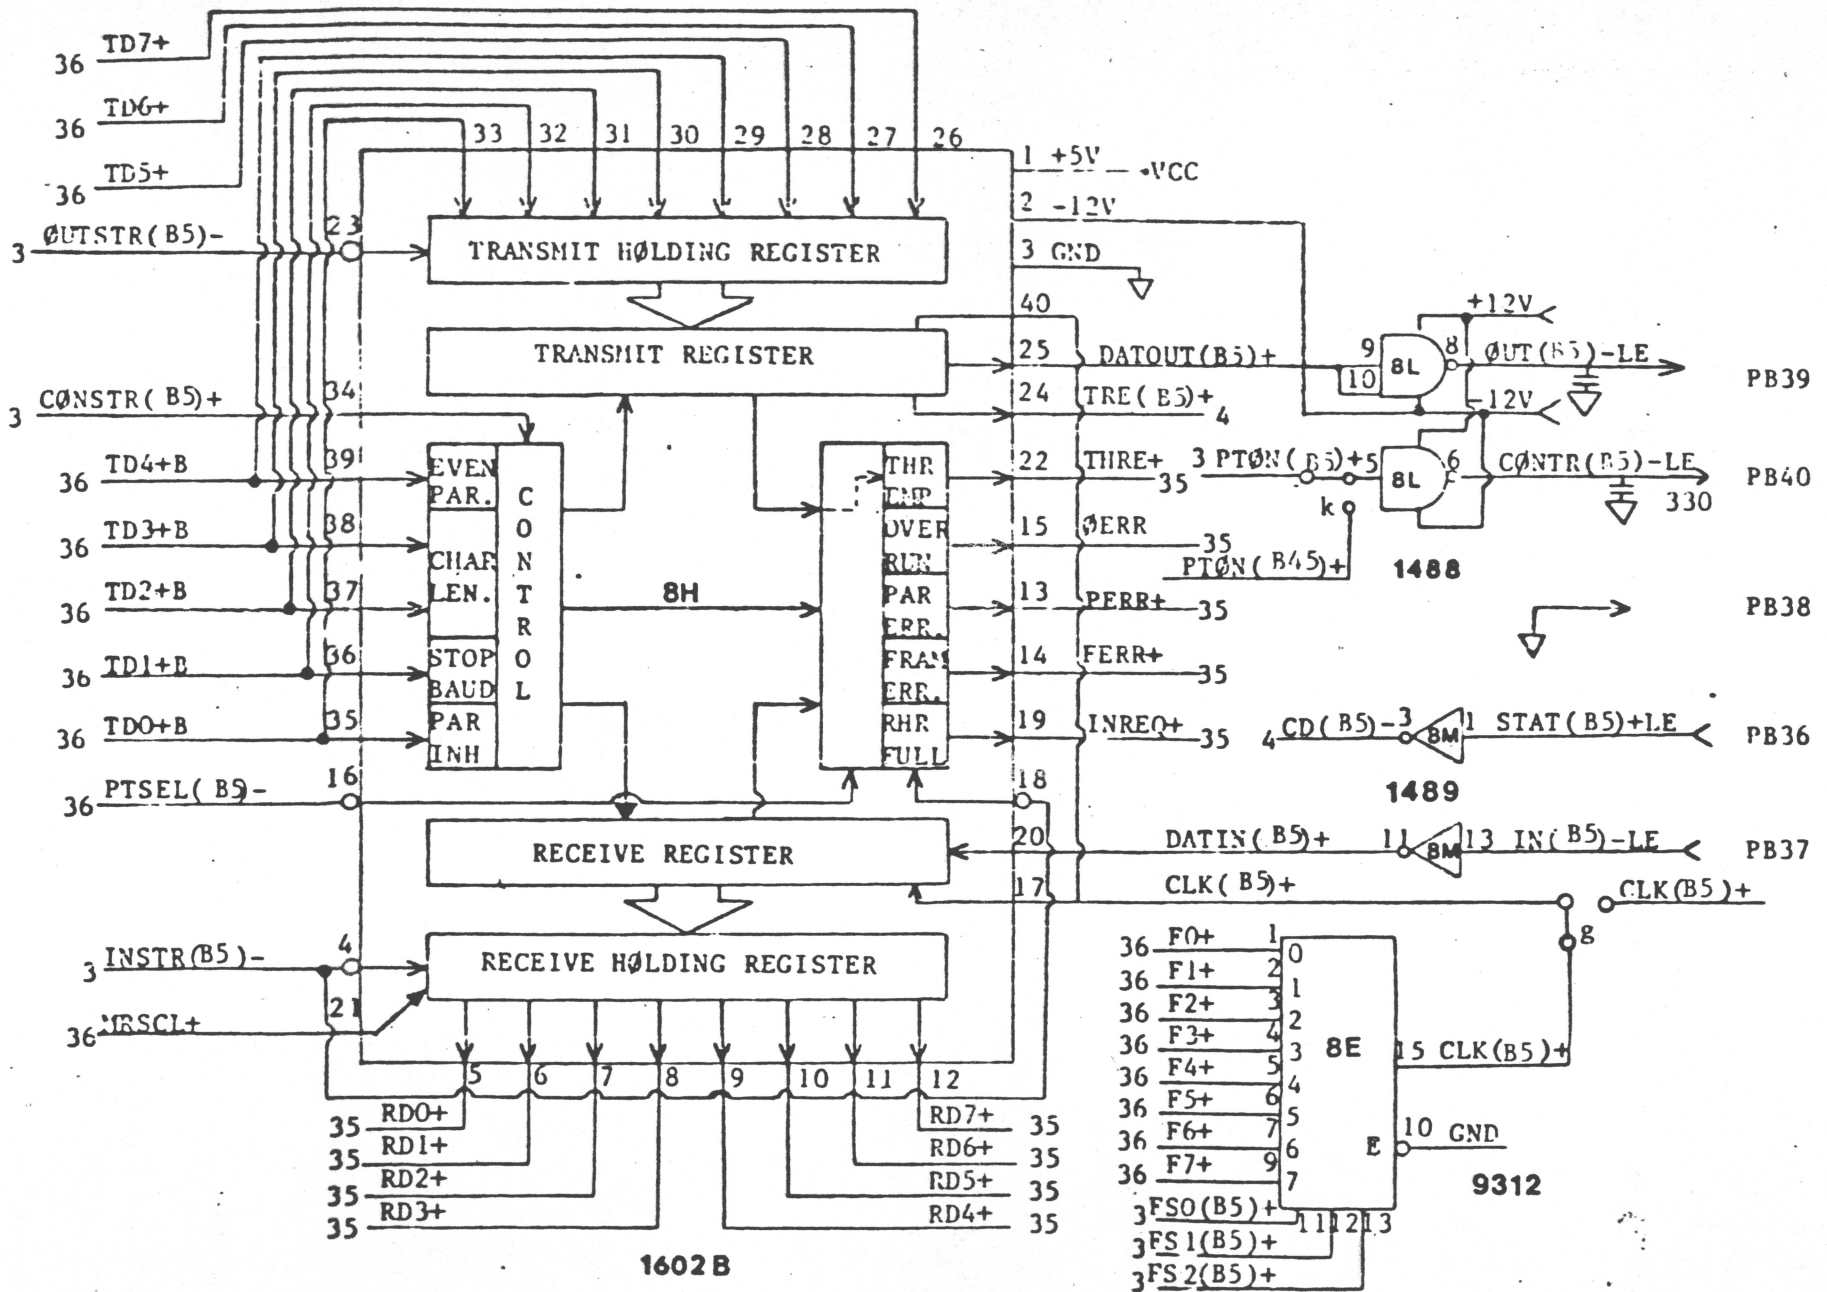 36 TD7+
36 TD6+
36 TD5+
33 32 31 30 29 28 27 26
1 +5V VCC
2 -12V
3 GND
3 ØUTSTR(B5)- 23
TRANSMIT HØLDING REGISTER
40
TRANSMIT REGISTER
25 DATOUT(B5)+ 9 10 8L 8 ØUT(B5)-LE PB39
+12V
-12V
24 TRE(B5)+ 4
3 CØNSTR(B5)+ 34
36 TD4+B 39
EVEN PAR.
36 TD3+B 38
CHAR LEN.
36 TD2+B 37
36 TD1+B 36
STOP BAUD
36 TD0+B 35
PAR INH
CONTROL
8H
THR EMP
22 THRE+ 35
3 PTØN(B5)+ 5 8L 6 CØNTR(B5)-LE PB40
330
k
PTØN(B45)+
1488
OVER RUN
15 ØERR 35
PAR ERR.
13 PERR+ 35
PB38
FRAM ERR.
14 FERR+ 35
RHR FULL
19 INREQ+ 35
4 CD(B5)- 3 8M 1 STAT(B5)+LE PB36
1489
36 PTSEL(B5)- 16
18
RECEIVE REGISTER
20 DATIN(B5)+ 11 8M 13 IN(B5)-LE PB37
17 CLK(B5)+
CLK(B5)+
g
3 INSTR(B5)- 4
RECEIVE HØLDING REGISTER
36 MRSCL+ 21
5 6 7 8 9 10 11 12
35 RD0+
35 RD1+
35 RD2+
35 RD3+
RD7+ 35
RD6+ 35
RD5+ 35
RD4+ 35
1602B
36 F0+ 1 0
36 F1+ 2 1
36 F2+ 3 2
36 F3+ 4 3
36 F4+ 5 4
36 F5+ 6 5
36 F6+ 7 6
36 F7+ 9 7
8E
15 CLK(B5)+
E 10 GND
9312
3 FS0(B5)+ 11 12 13
3 FS1(B5)+
3 FS2(B5)+